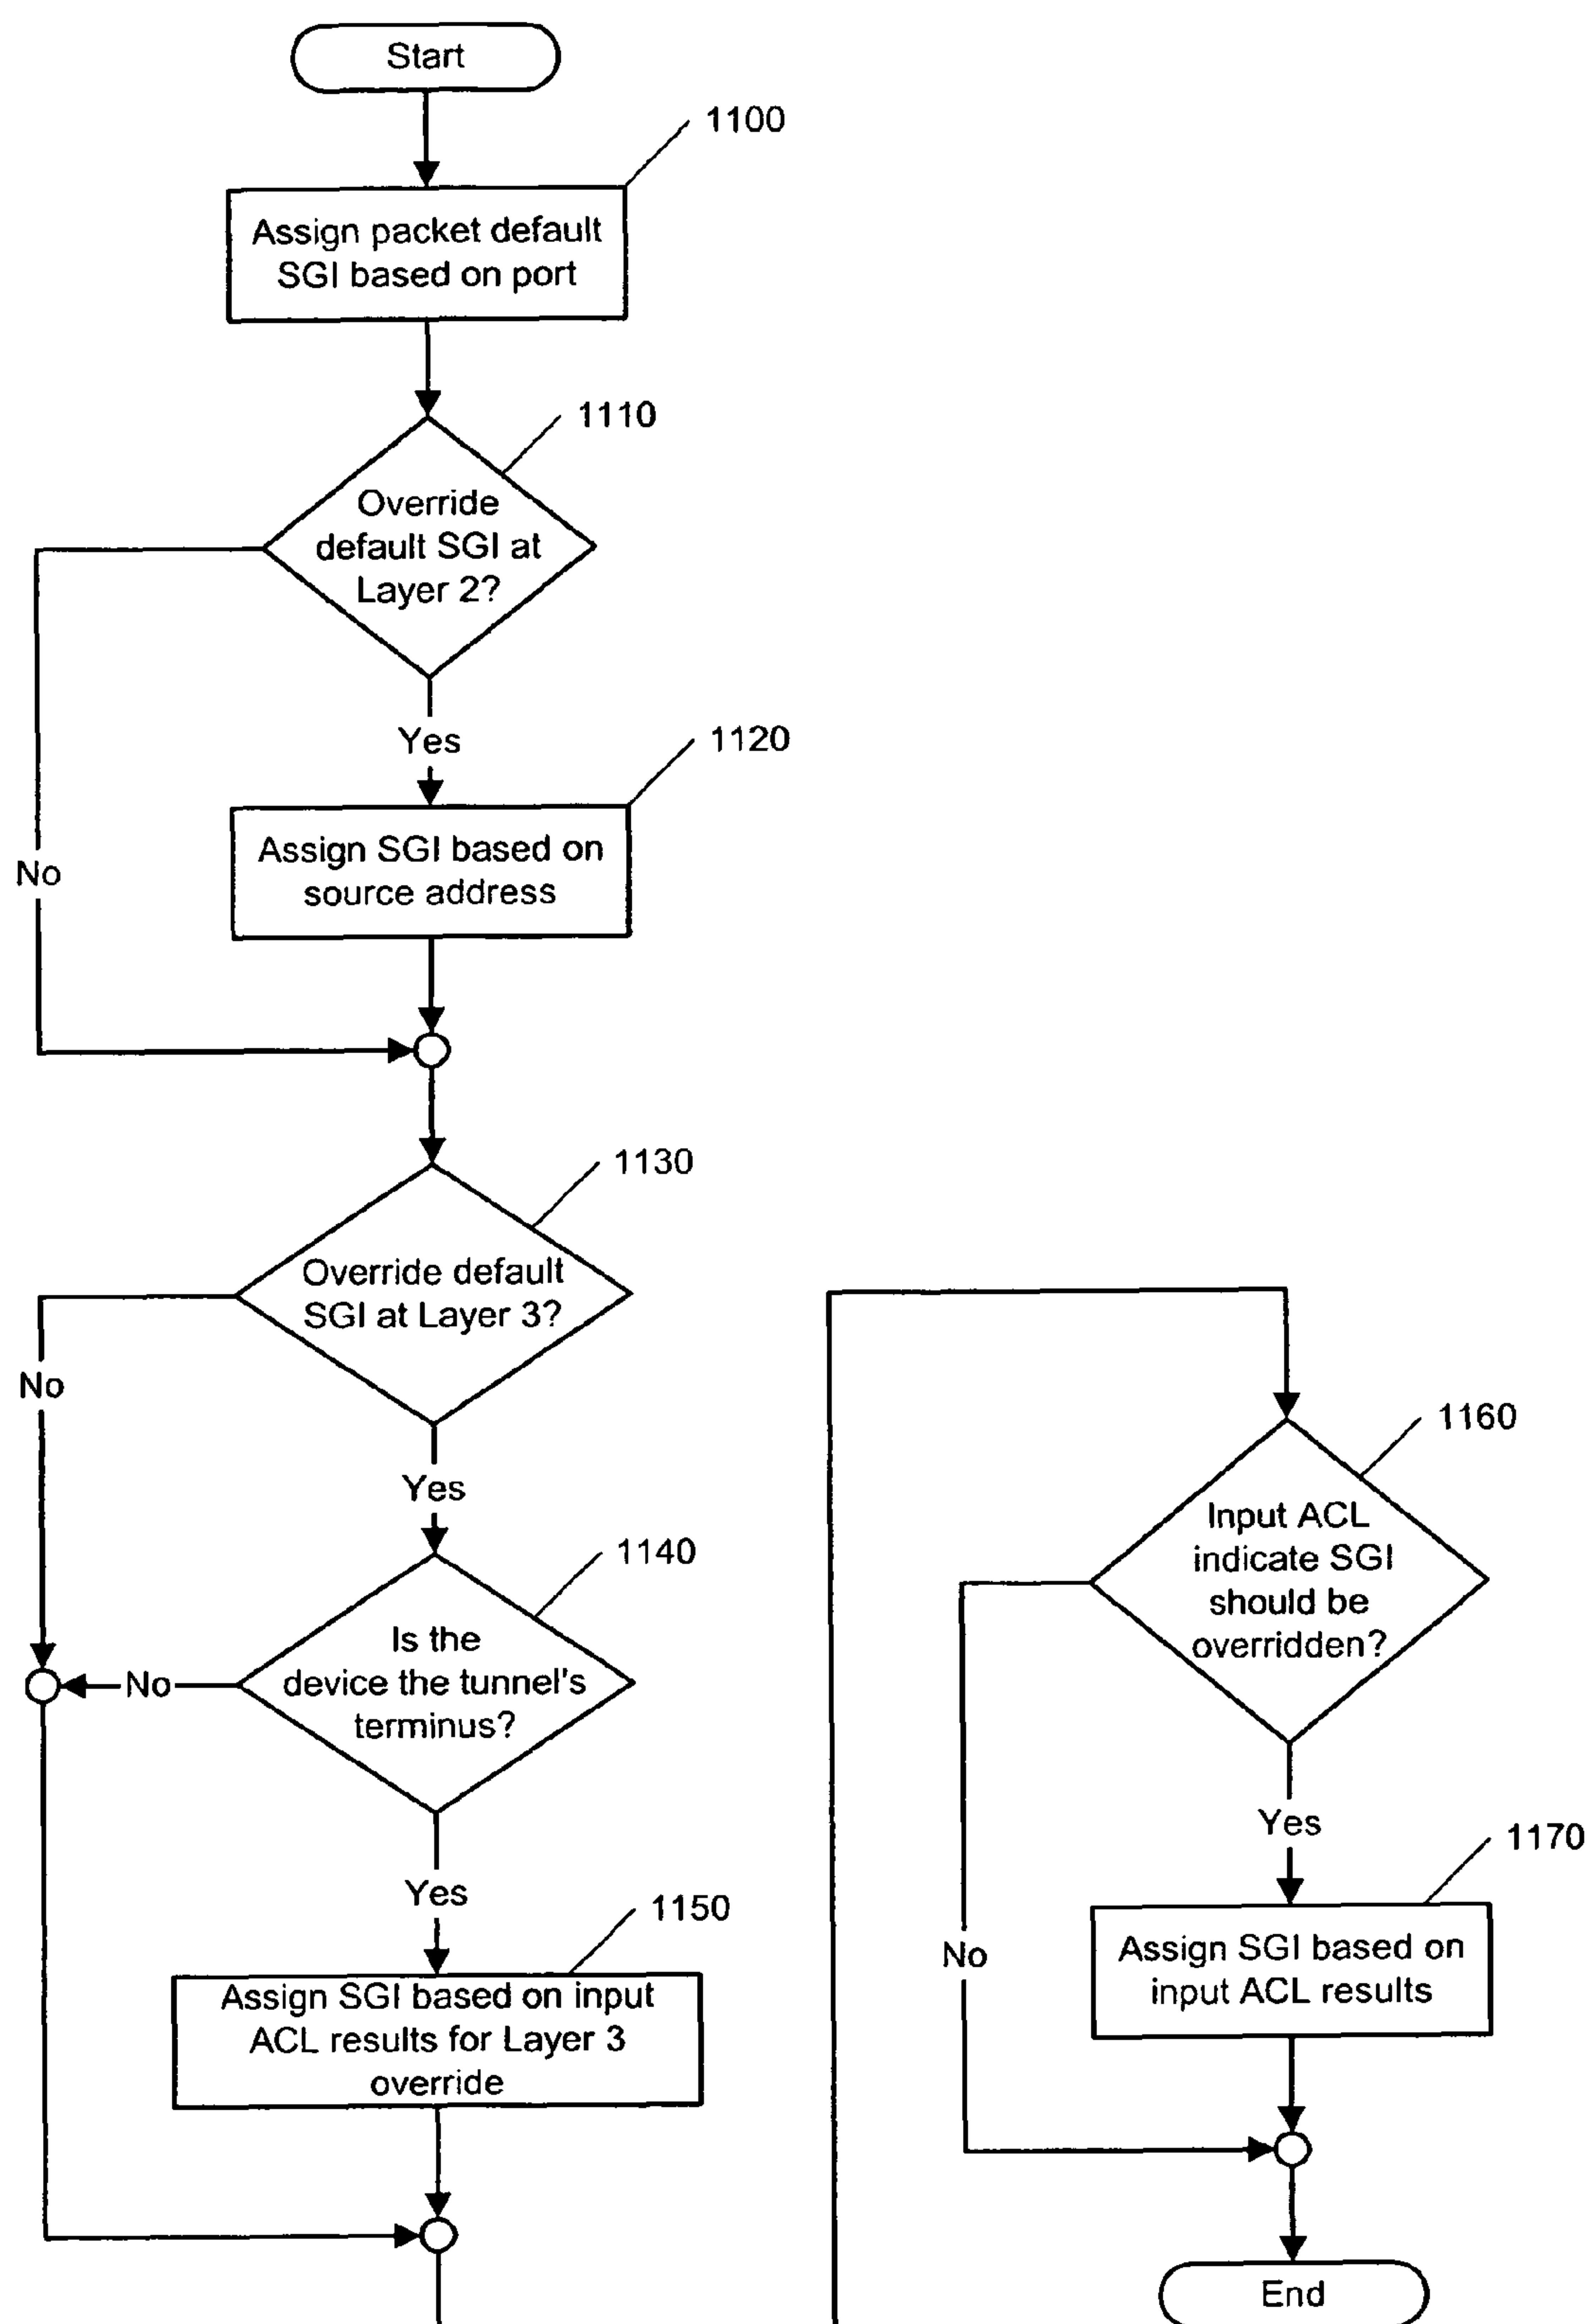 Start
1100
Assign packet default
SGI based on port
1110
Override
default SGI at
Layer 2?
Yes
1120
Assign SGI based on
source address
No
1130
Override default
SGI at Layer 3?
No
Yes
1140
Is the
device the tunnel's
terminus?
No
Yes
1150
Assign SGI based on input
ACL results for Layer 3
override
1160
Input ACL
indicate SGI
should be
overridden?
Yes
1170
No
Assign SGI based on
input ACL results
End